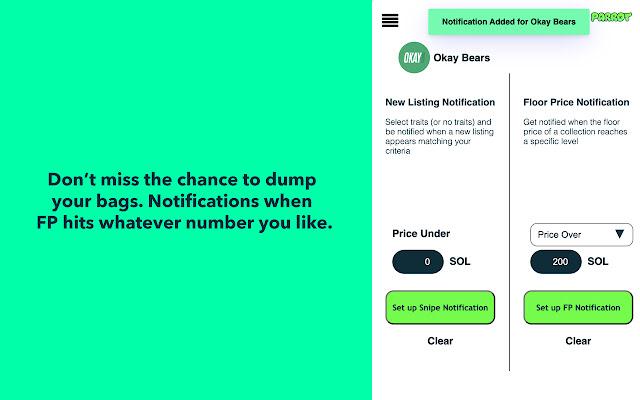 Don't miss the chance to dump
your bags. Notifications when
FP hits whatever number you like.
Notification Added for Okay Bears
PARROT
OKAY
Okay Bears
New Listing Notification
Select traits (or no traits) and
be notified when a new listing
appears matching your
criteria
Price Under
0 SOL
Set up Snipe Notification
Clear
Floor Price Notification
Get notified when the floor
price of a collection reaches
a specific level
Price Over
200 SOL
Set up FP Notification
Clear